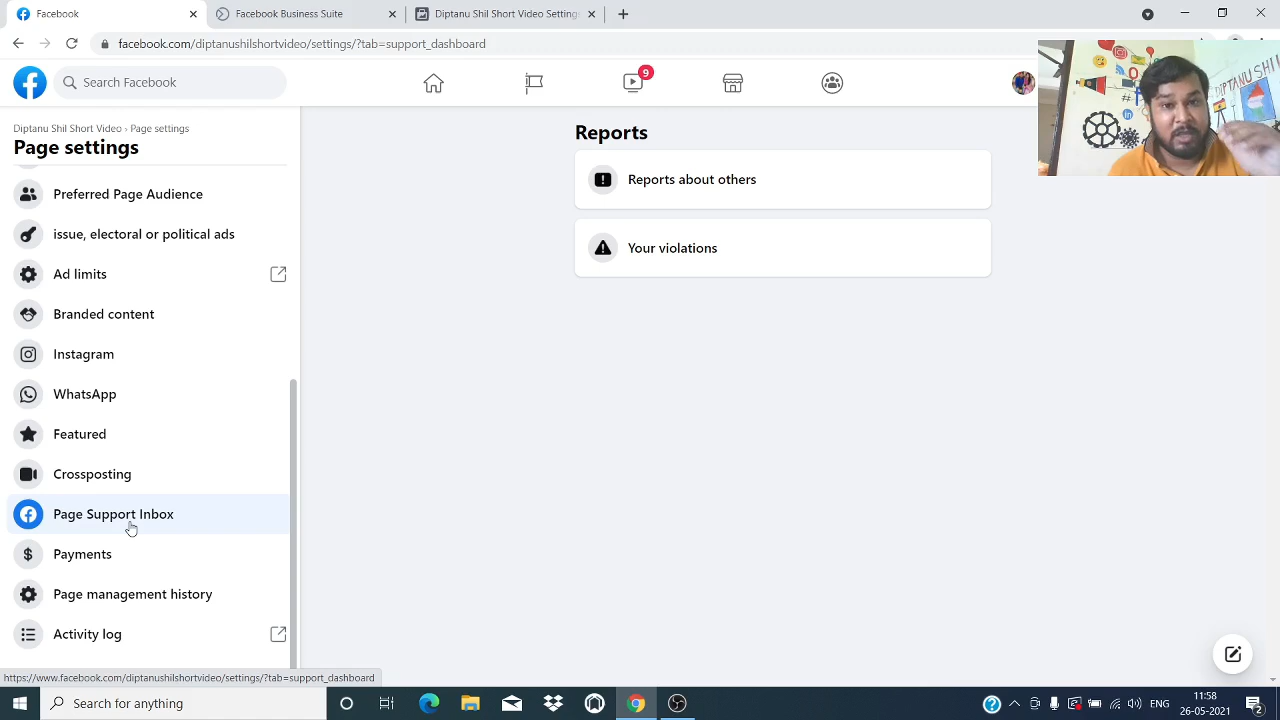 Facebook
Facebook Business Suite
Diptanu Shil Short Video Setting
facebook.com/diptanushilshortvideo/settings/?tab=support_dashboard
Search Facebook
9
DIPTANU SHIL
Diptanu Shil Short Video › Page settings
Page settings
Reports
Preferred Page Audience
Reports about others
issue, electoral or political ads
Your violations
Ad limits
Branded content
Instagram
WhatsApp
Featured
Crossposting
Page Support Inbox
Payments
Page management history
Activity log
https://www.facebook.com/diptanushilshortvideo/settings/?tab=support_dashboard
Search for anything
ENG
11:58
26-05-2021
2